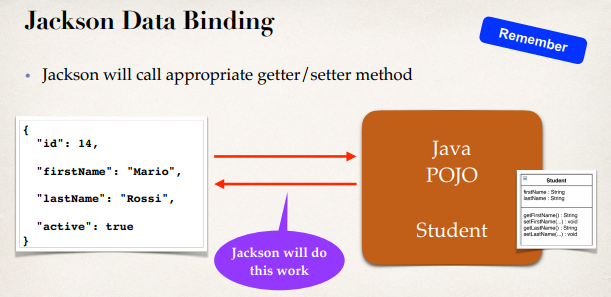 Jackson Data Binding
Remember
• Jackson will call appropriate getter/setter method
{
"id": 14,
"firstName": "Mario",
"lastName": "Rossi",
"active": true
}
Jackson will do
this work
Java
POJO
Student
Student
firstName : String
lastName : String
getFirstName() : String
setFirstName(...) : void
getLastName() : String
setLastName(...) : void